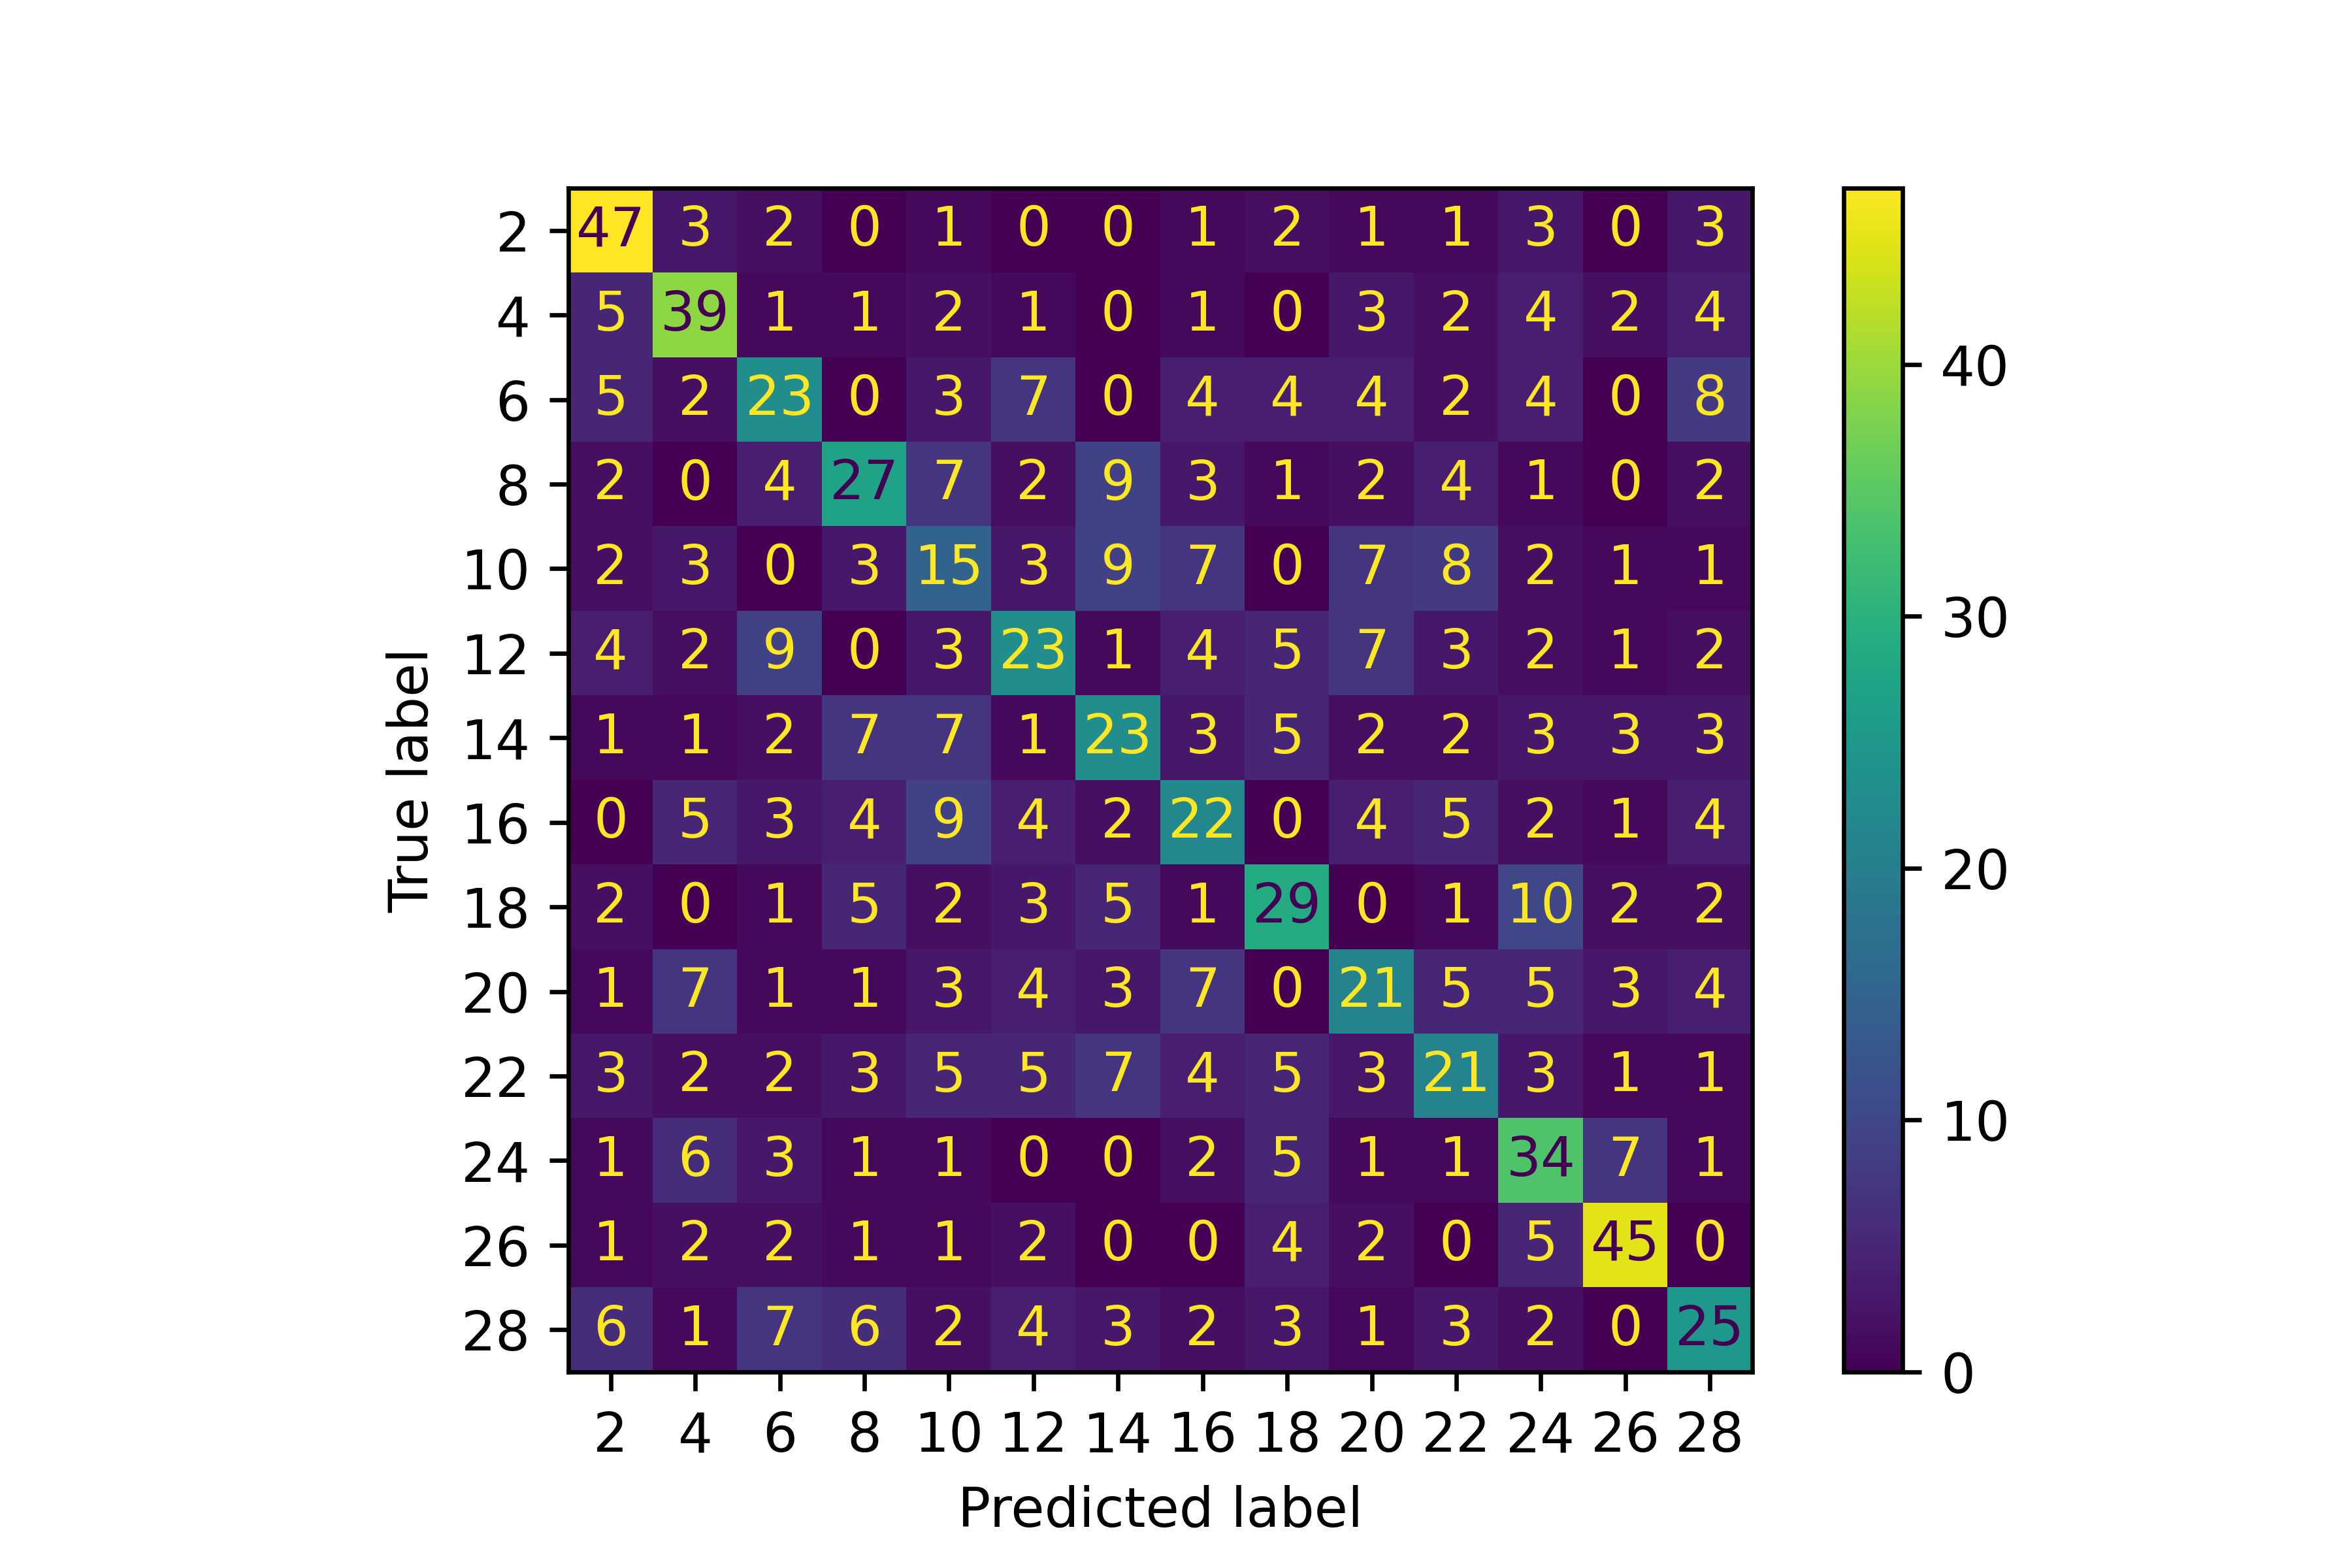 2 47 3 2 0 1 0 0 1 2 1 1 3 0 3
4 5 39 1 1 2 1 0 1 0 3 2 4 2 4
40
6 5 2 23 0 3 7 0 4 4 4 2 4 0 8
8 2 0 4 27 7 2 9 3 1 2 4 1 0 2
10 2 3 0 3 15 3 9 7 0 7 8 2 1 1
30
12 4 2 9 0 3 23 1 4 5 7 3 2 1 2
14 1 1 2 7 7 1 23 3 5 2 2 3 3 3
True label
16 0 5 3 4 9 4 2 22 0 4 5 2 1 4
20
18 2 0 1 5 2 3 5 1 29 0 1 10 2 2
20 1 7 1 1 3 4 3 7 0 21 5 5 3 4
22 3 2 2 3 5 5 7 4 5 3 21 3 1 1
10
24 1 6 3 1 1 0 0 2 5 1 1 34 7 1
26 1 2 2 1 1 2 0 0 4 2 0 5 45 0
28 6 1 7 6 2 4 3 2 3 1 3 2 0 25
0
2 4 6 8 10 12 14 16 18 20 22 24 26 28
Predicted label